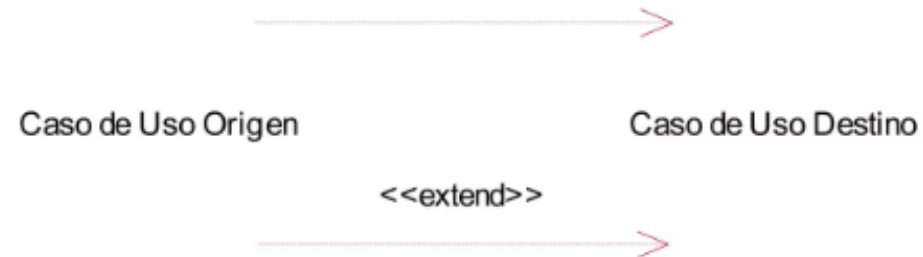 Caso de Uso Origen
Caso de Uso Destino
<<extend>>